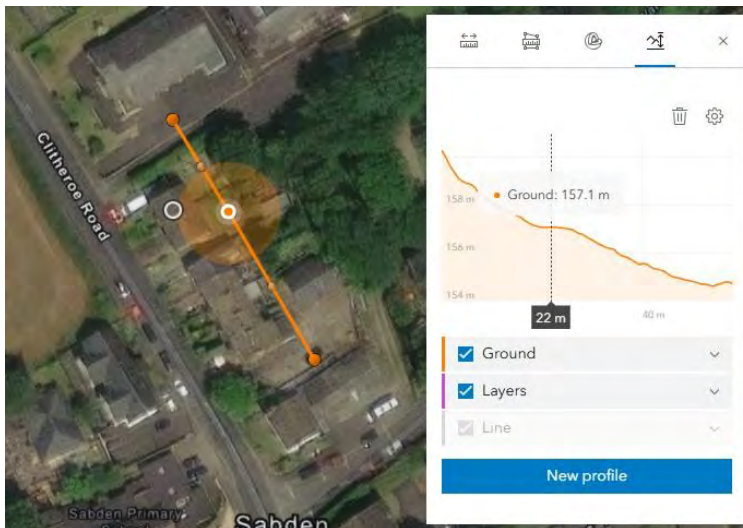 Clitheroe Road
Sabden Primary
Sabden
158 m
Ground: 157.1 m
156 m
154 m
22 m
40 m
Ground
Layers
Line
New profile